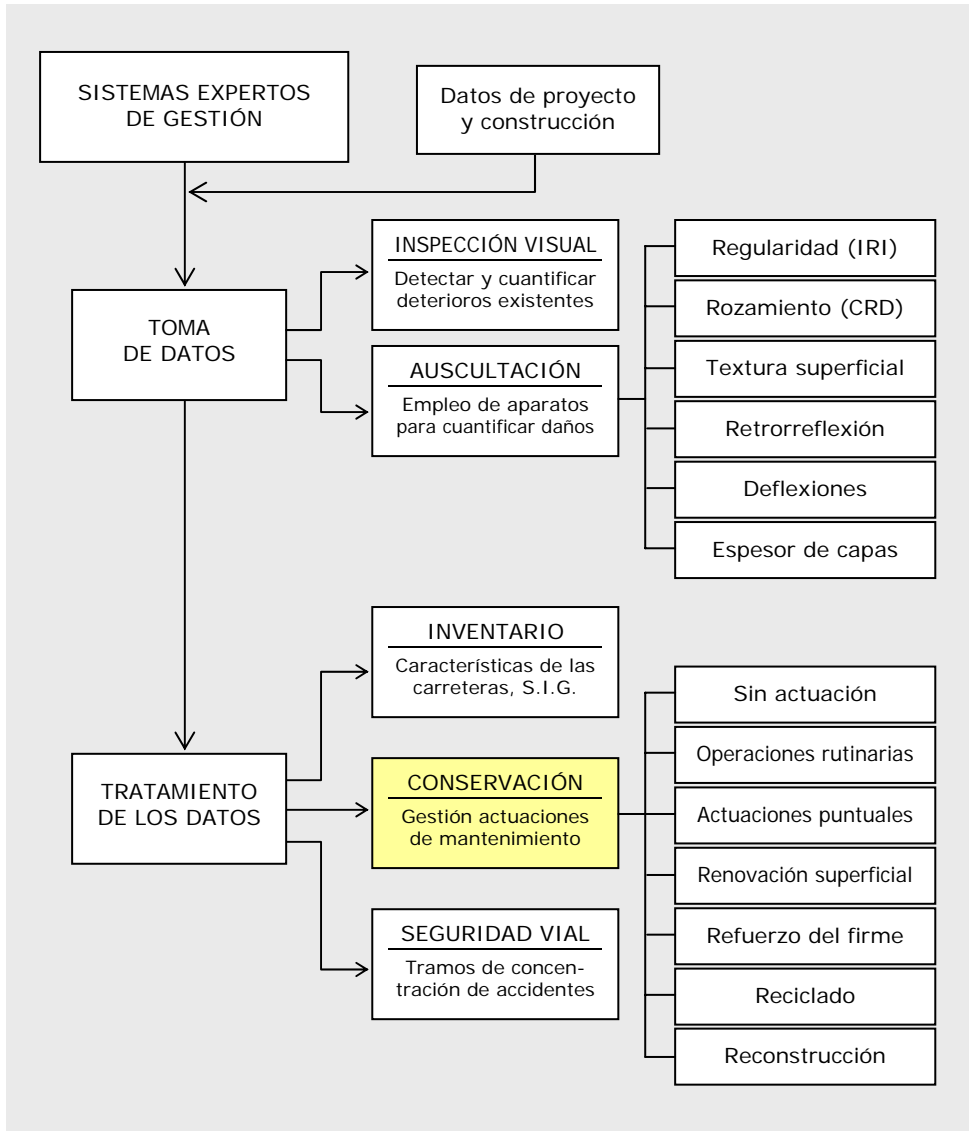 SISTEMAS EXPERTOS
DE GESTIÓN
Datos de proyecto
y construcción
TOMA
DE DATOS
INSPECCIÓN VISUAL
Detectar y cuantificar
deterioros existentes
AUSCULTACIÓN
Empleo de aparatos
para cuantificar daños
Regularidad (IRI)
Rozamiento (CRD)
Textura superficial
Retrorreflexión
Deflexiones
Espesor de capas
TRATAMIENTO
DE LOS DATOS
INVENTARIO
Características de las
carreteras, S.I.G.
CONSERVACIÓN
Gestión actuaciones
de mantenimiento
SEGURIDAD VIAL
Tramos de concen-
tración de accidentes
Sin actuación
Operaciones rutinarias
Actuaciones puntuales
Renovación superficial
Refuerzo del firme
Reciclado
Reconstrucción